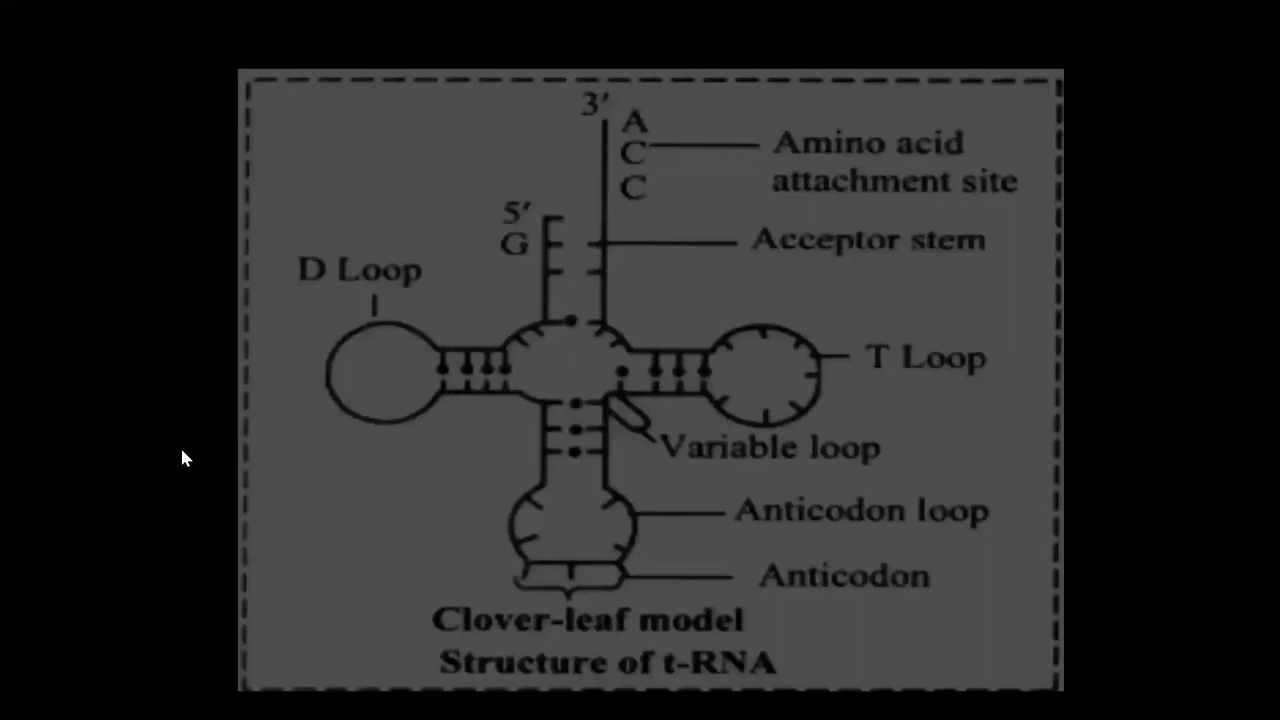 3′
A
C
C
Amino acid
attachment site
5′
G
Acceptor stem
D Loop
T Loop
Variable loop
Anticodon loop
Anticodon
Clover-leaf model
Structure of t-RNA